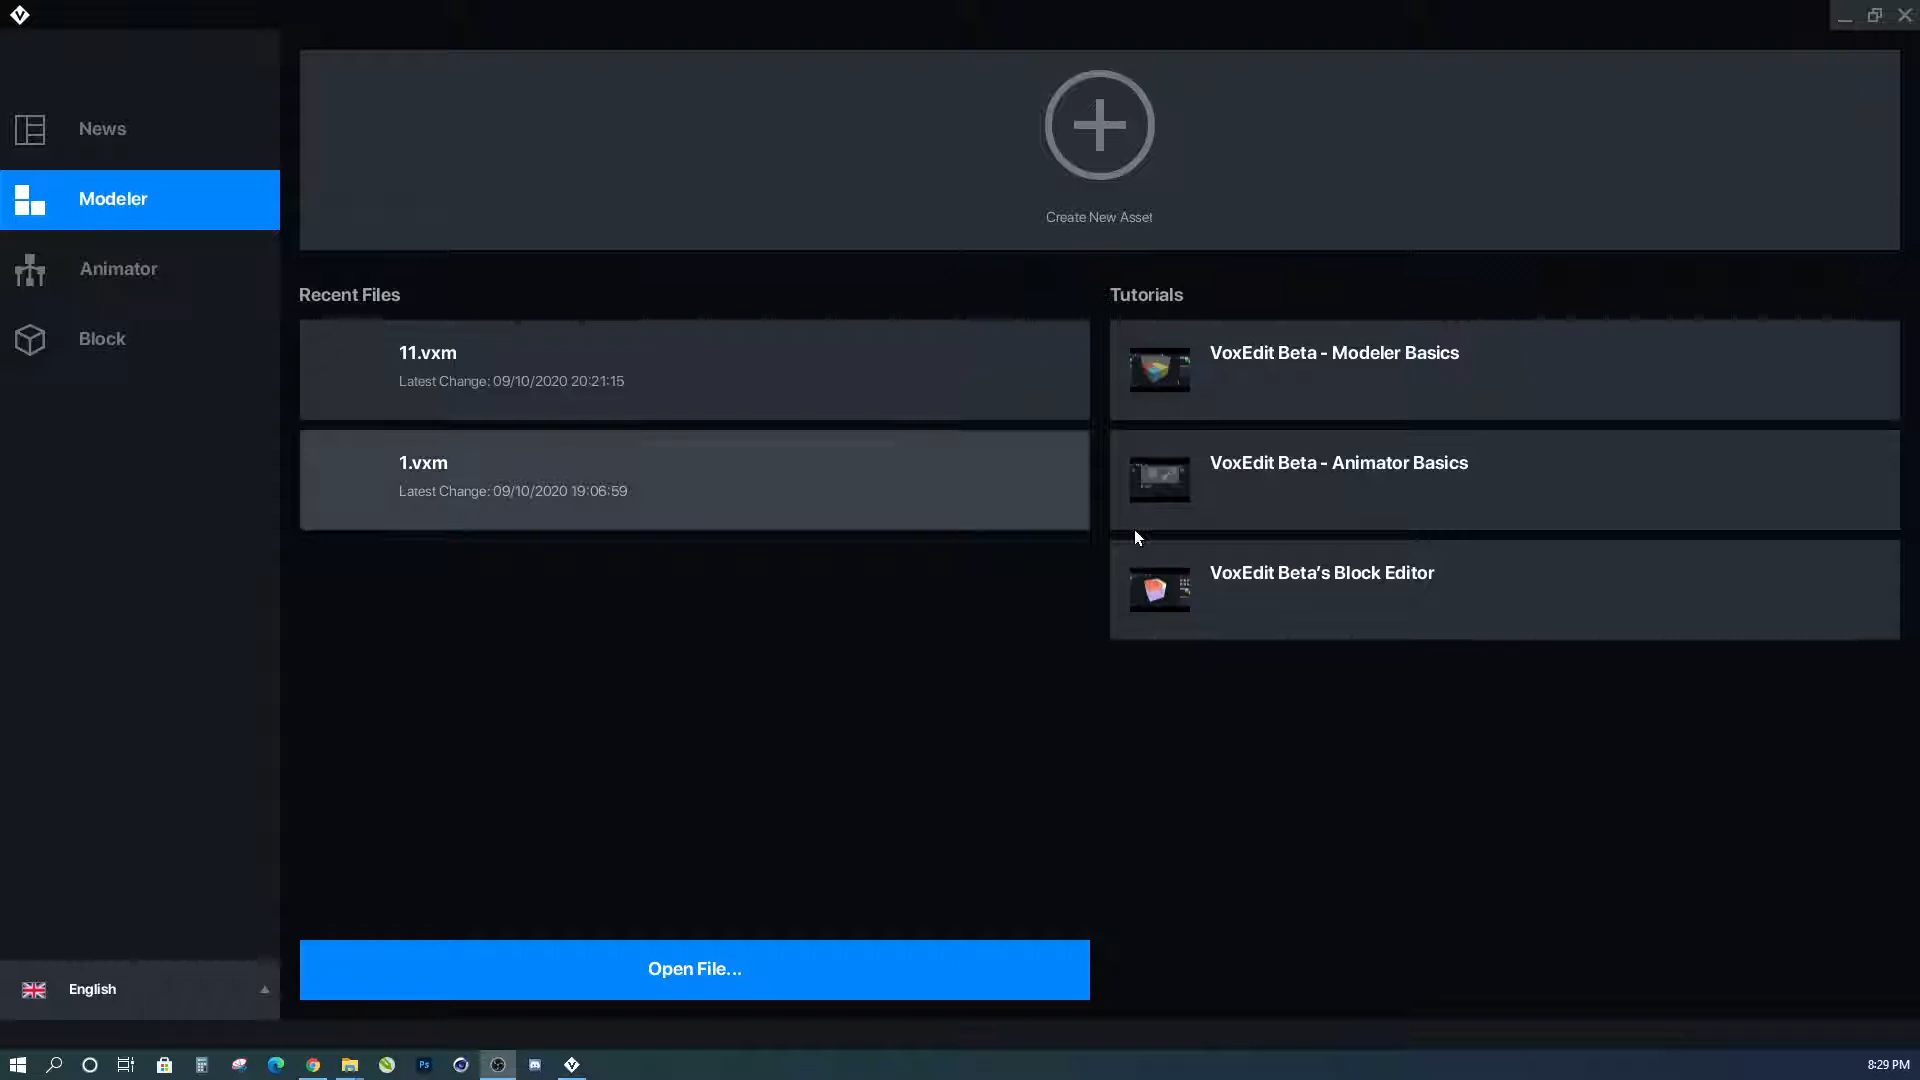 News
Modeler
Animator
Block
English
Create New Asset
Recent Files
11.vxm
Latest Change: 09/10/2020 20:21:15
1.vxm
Latest Change: 09/10/2020 19:06:59
Open File...
Tutorials
VoxEdit Beta - Modeler Basics
VoxEdit Beta - Animator Basics
VoxEdit Beta's Block Editor
Ps
8:29 PM